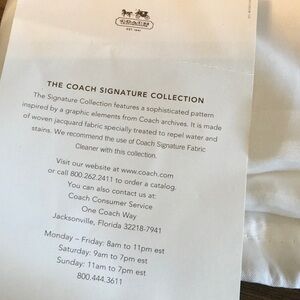 COACH
EST. 1941
THE COACH SIGNATURE COLLECTION
The Signature Collection features a sophisticated pattern
inspired by a graphic elements from Coach archives. It is made
of woven jacquard fabric specially treated to repel water and
stains. We recommend the use of Coach Signature Fabric
Cleaner with this collection.
Visit our website at www.coach.com
or call 800.262.2411 to order a catalog.
You can also contact us at:
Coach Consumer Service
One Coach Way
Jacksonville, Florida 32218-7941
Monday – Friday: 8am to 11pm est
Saturday: 9am to 7pm est
Sunday: 11am to 7pm est
800.444.3611